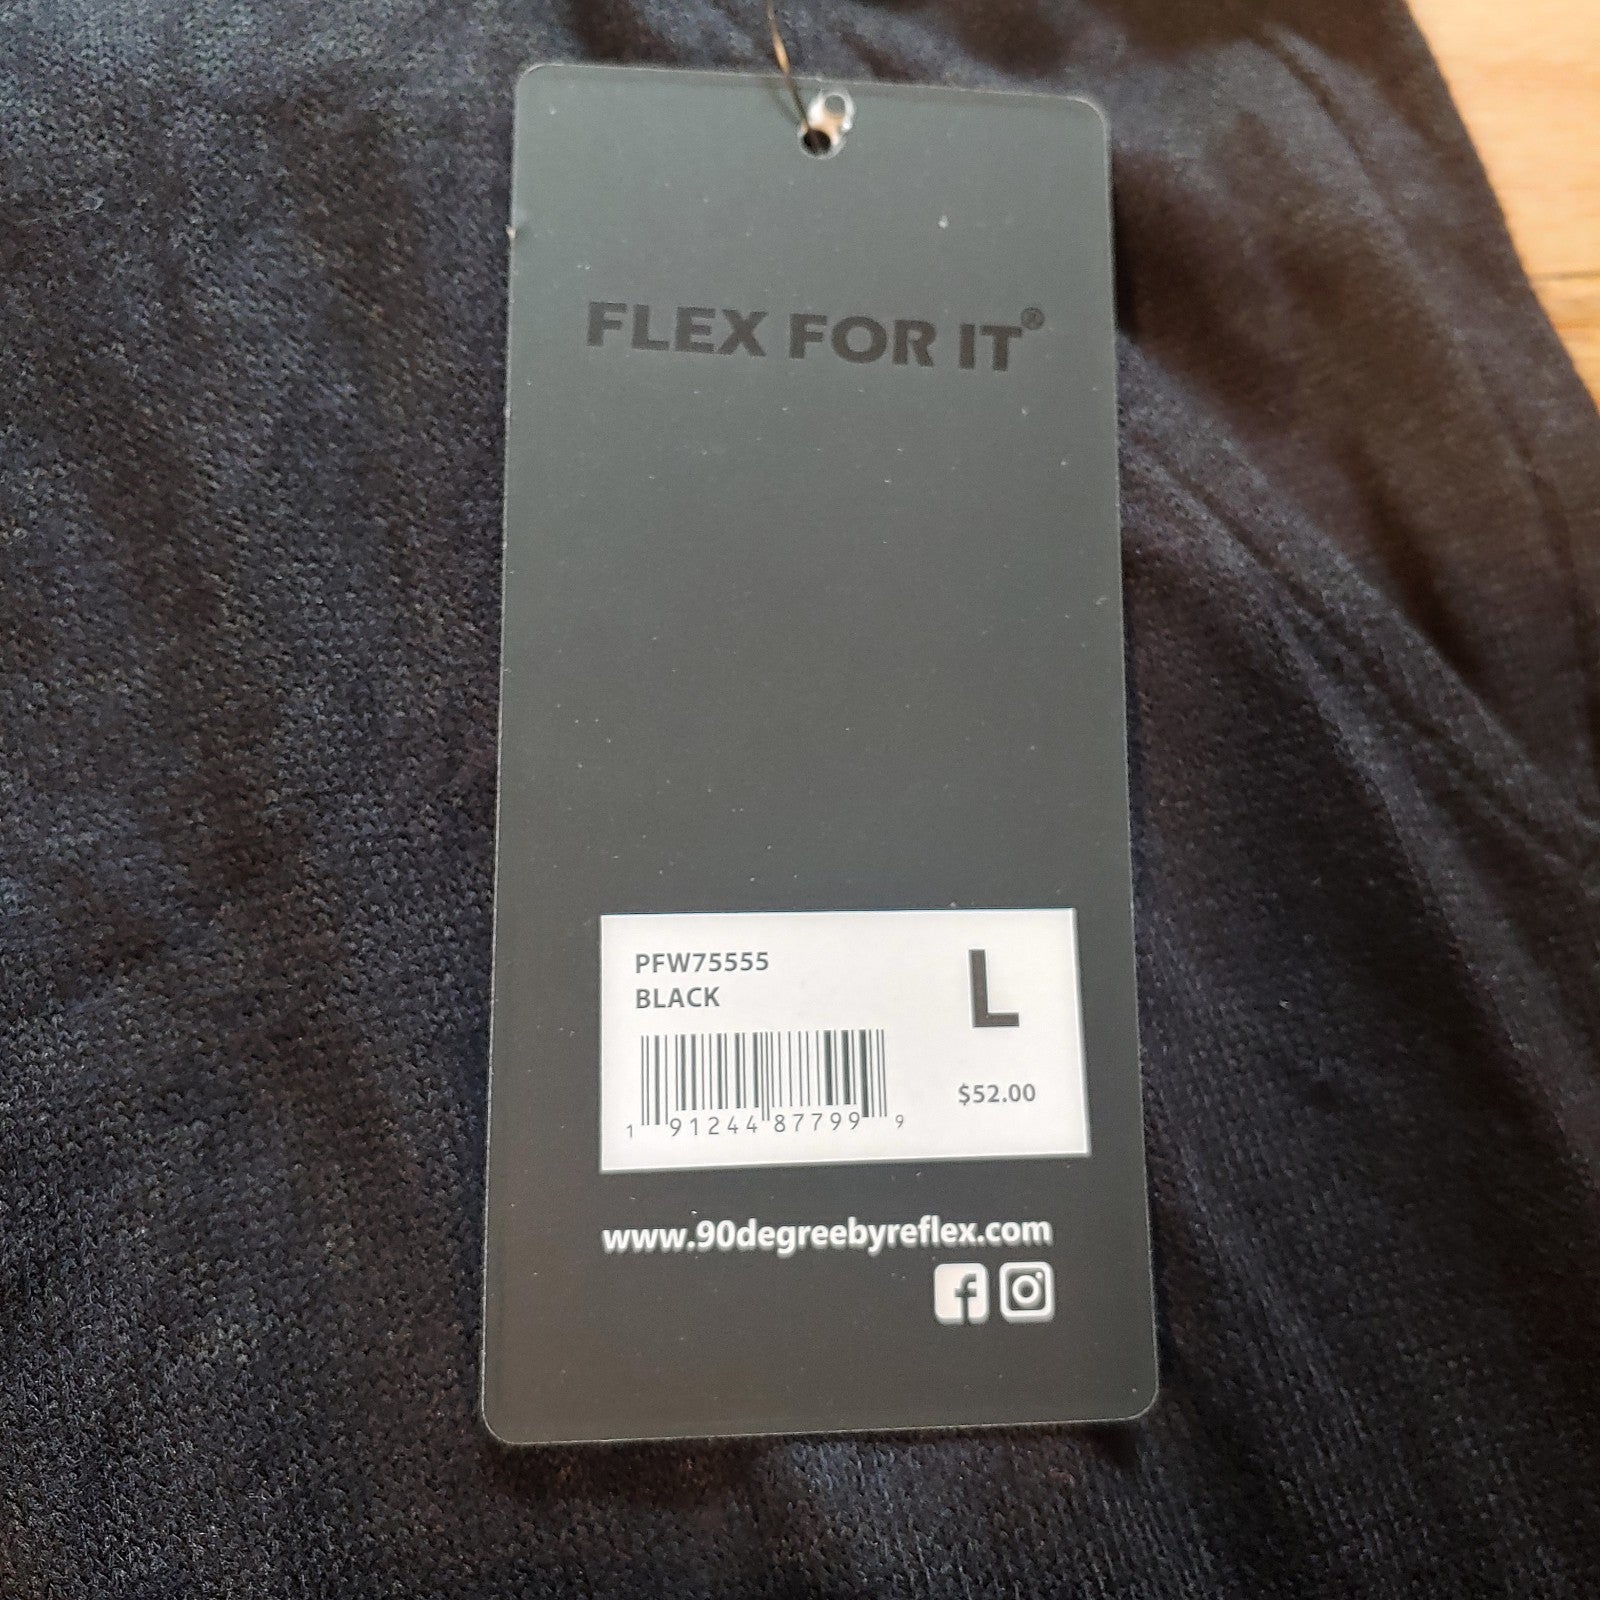 FLEX FOR IT®
PFW75555
BLACK
L
$52.00
1 91244 87799 9
www.90degreebyreflex.com